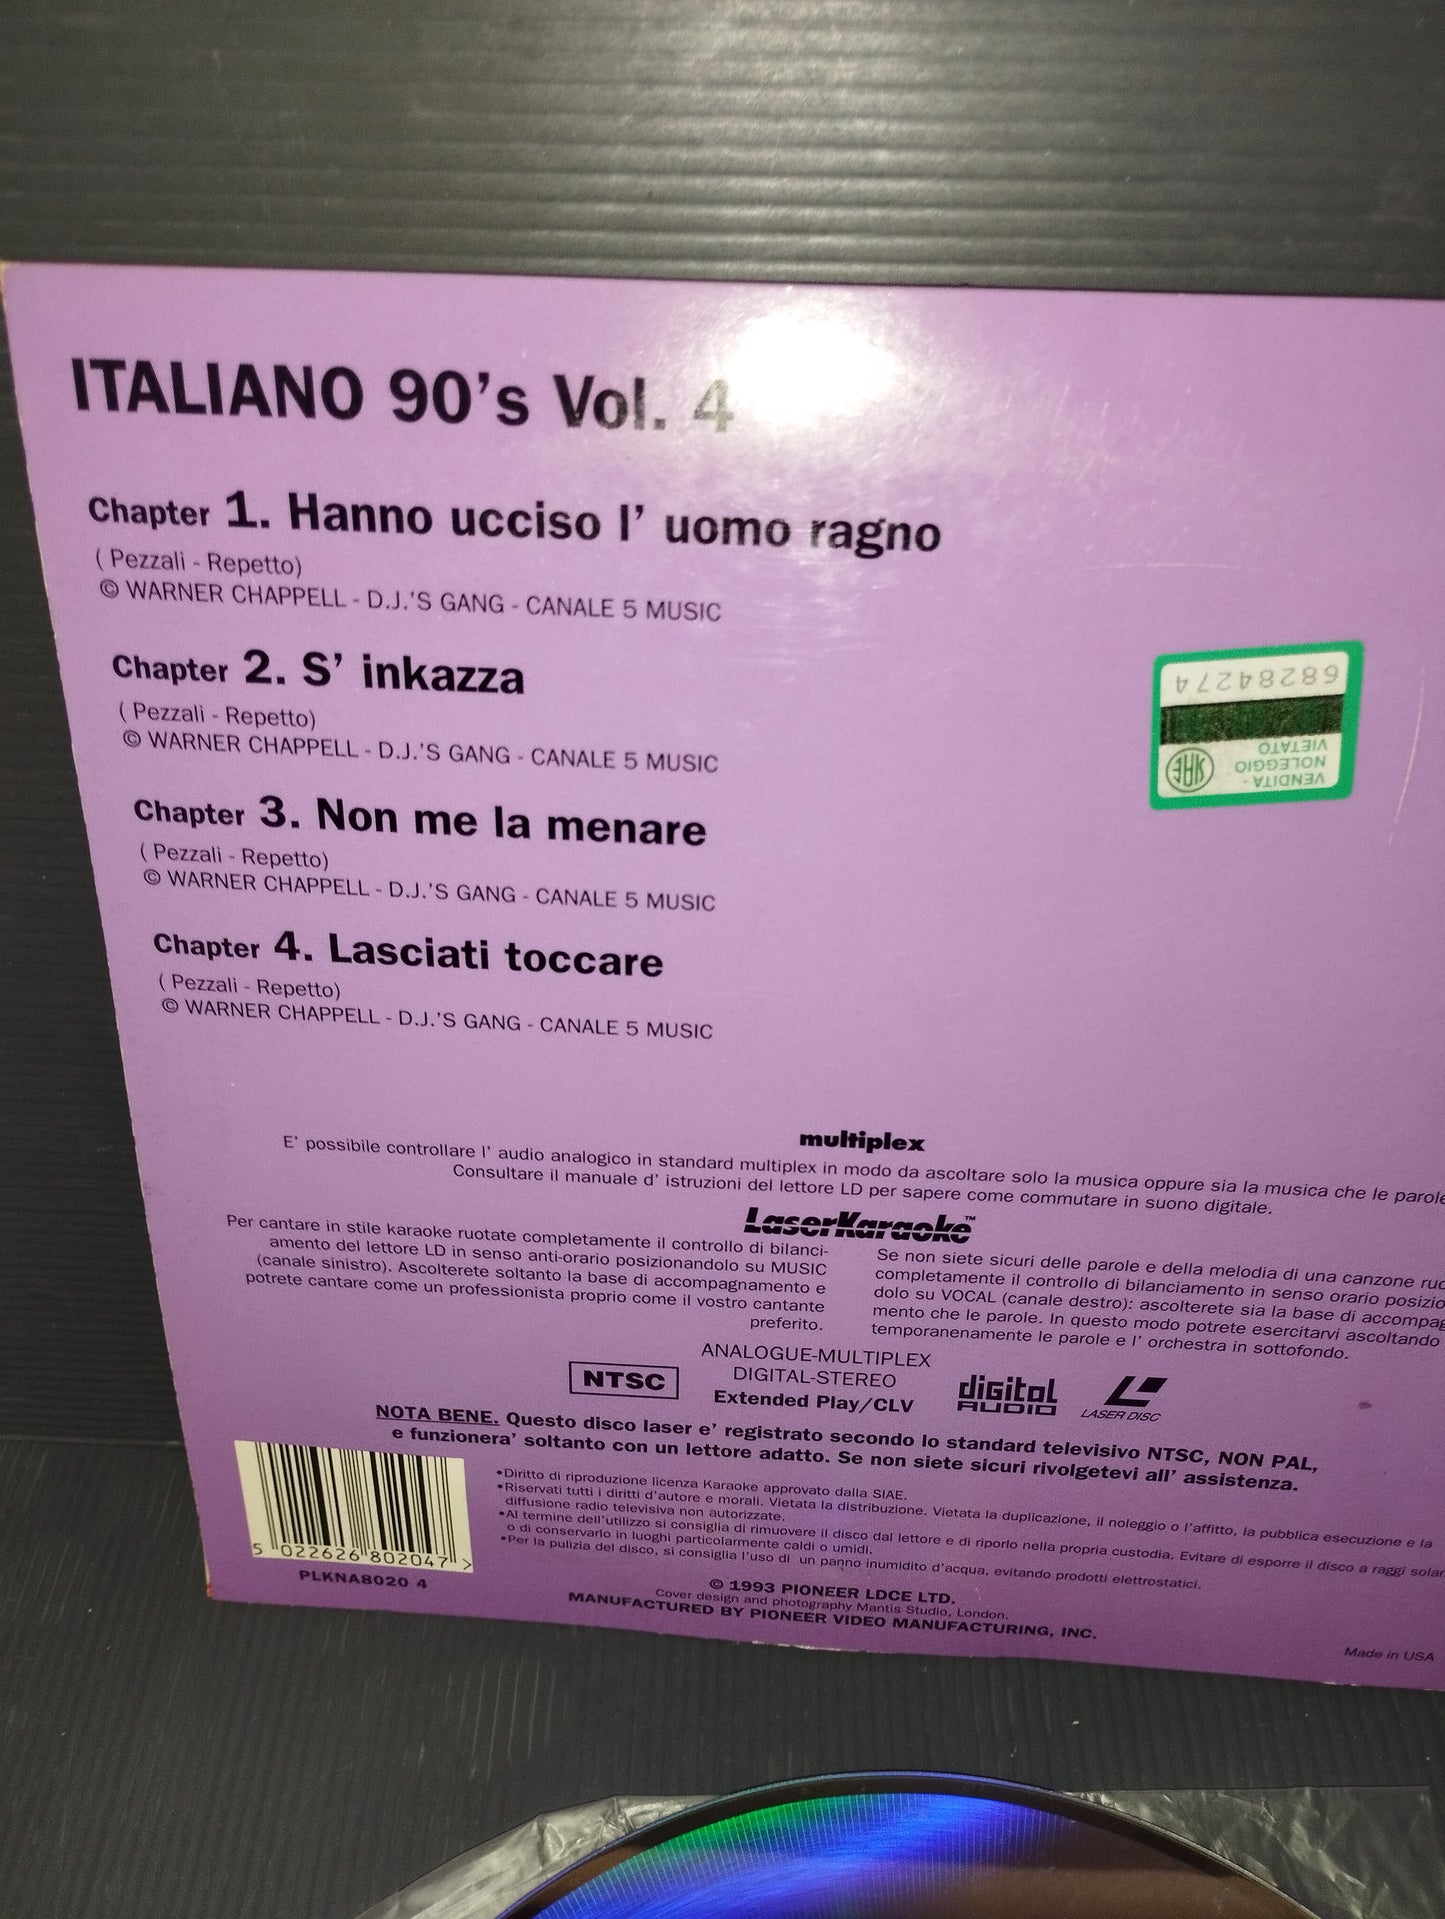 ITALIANO 90's Vol. 4
Chapter 1. Hanno ucciso l' uomo ragno
( Pezzali - Repetto)
© WARNER CHAPPELL - D.J.'S GANG - CANALE 5 MUSIC
Chapter 2. S' inkazza
( Pezzali - Repetto)
© WARNER CHAPPELL - D.J.'S GANG - CANALE 5 MUSIC
Chapter 3. Non me la menare
( Pezzali - Repetto)
© WARNER CHAPPELL - D.J.'S GANG - CANALE 5 MUSIC
Chapter 4. Lasciati toccare
( Pezzali - Repetto)
© WARNER CHAPPELL - D.J.'S GANG - CANALE 5 MUSIC
68284274
VENDITA -
NOLEGGIO
VIETATO
SIAE
multiplex
E' possibile controllare l' audio analogico in standard multiplex in modo da ascoltare solo la musica oppure sia la musica che le parole
Consultare il manuale d' istruzioni del lettore LD per sapere come commutare in suono digitale.
LaserKaraoke™
Per cantare in stile karaoke ruotate completamente il controllo di bilanci-
amento del lettore LD in senso anti-orario posizionandolo su MUSIC
(canale sinistro). Ascolterete soltanto la base di accompagnamento e
potrete cantare come un professionista proprio come il vostro cantante
preferito.
Se non siete sicuri delle parole e della melodia di una canzone
completamente il controllo di bilanciamento in senso orario posizio
dolo su VOCAL (canale destro): ascolterete sia la base di accompag
mento che le parole. In questo modo potrete esercitarvi ascoltando
temporanenamente le parole e l' orchestra in sottofondo.
NTSC
ANALOGUE-MULTIPLEX
DIGITAL-STEREO
Extended Play/CLV
digital
AUDIO
LASER DISC
NOTA BENE. Questo disco laser e' registrato secondo lo standard televisivo NTSC, NON PAL,
e funzionera' soltanto con un lettore adatto. Se non siete sicuri rivolgetevi all' assistenza.
•Diritto di riproduzione licenza Karaoke approvato dalla SIAE.
•Riservati tutti i diritti d'autore e morali. Vietata la distribuzione. Vietata la duplicazione, il noleggio o l'affitto, la pubblica esecuzione e la
diffusione radio televisiva non autorizzate.
•Al termine dell'utilizzo si consiglia di rimuovere il disco dal lettore e di riporlo nella propria custodia. Evitare di esporre il disco a raggi solar
o di conservarlo in luoghi particolarmente caldi o umidi.
•Per la pulizia del disco, si consiglia l'uso di un panno inumidito d'acqua, evitando prodotti elettrostatici.
5 022626 802047 >
PLKNA8020 4
© 1993 PIONEER LDCE LTD.
Cover design and photography Mantis Studio, London.
MANUFACTURED BY PIONEER VIDEO MANUFACTURING, INC.
Made in USA